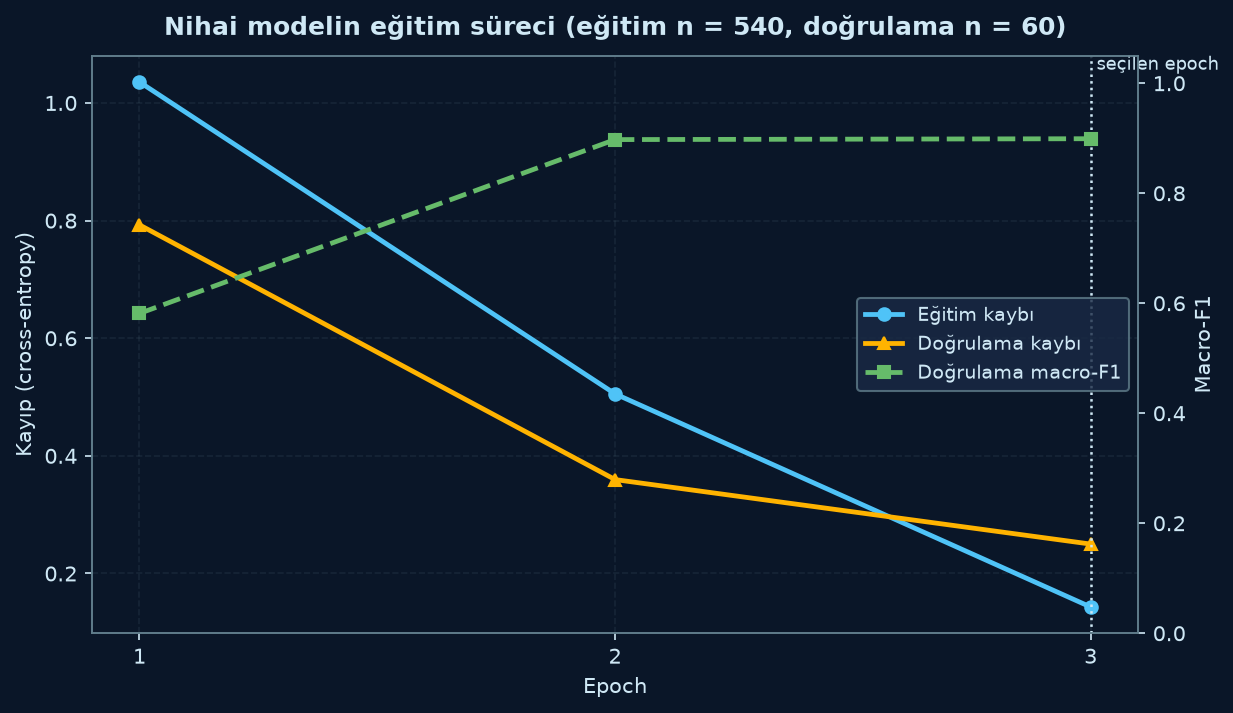 Nihai modelin eğitim süreci (eğitim n = 540, doğrulama n = 60)
seçilen epoch
1.0
0.8
0.6
0.4
0.2
Kayıp (cross-entropy)
1.0
0.8
0.6
0.4
0.2
0.0
Macro-F1
Eğitim kaybı
Doğrulama kaybı
Doğrulama macro-F1
1 2 3
Epoch